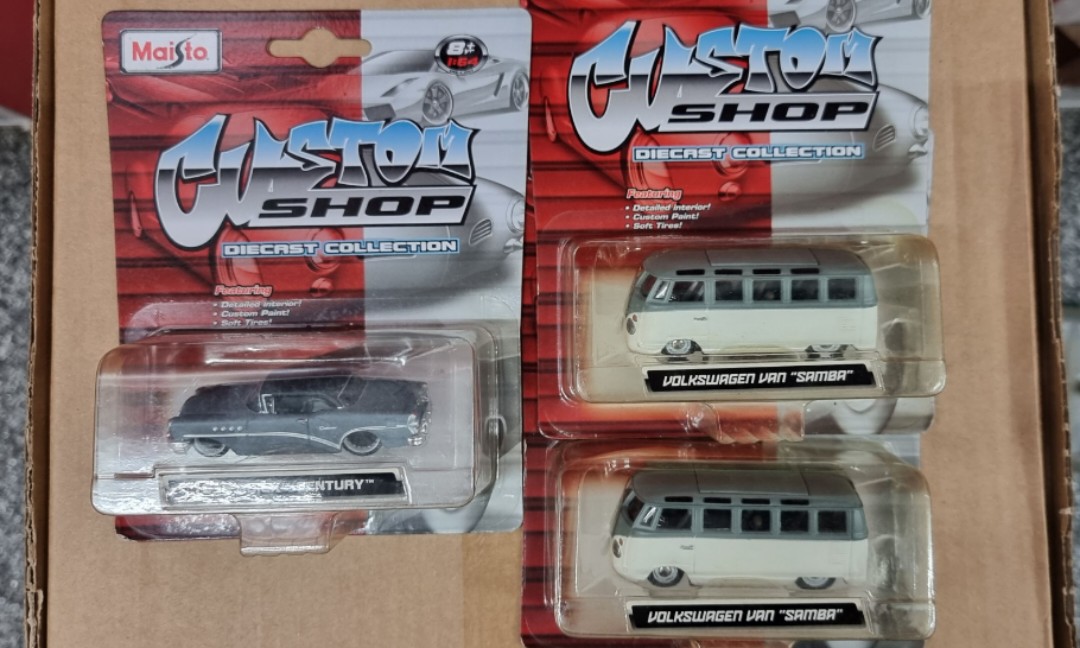 Maisto
8+
1:64
CUSTOM
SHOP
DIECAST COLLECTION
Featuring
• Detailed interior!
• Custom Paint!
• Soft Tires!
CENTURY™
CUSTOM
SHOP
DIECAST COLLECTION
Featuring
• Detailed interior!
• Custom Paint!
• Soft Tires!
VOLKSWAGEN VAN "SAMBA"
VOLKSWAGEN VAN "SAMBA"